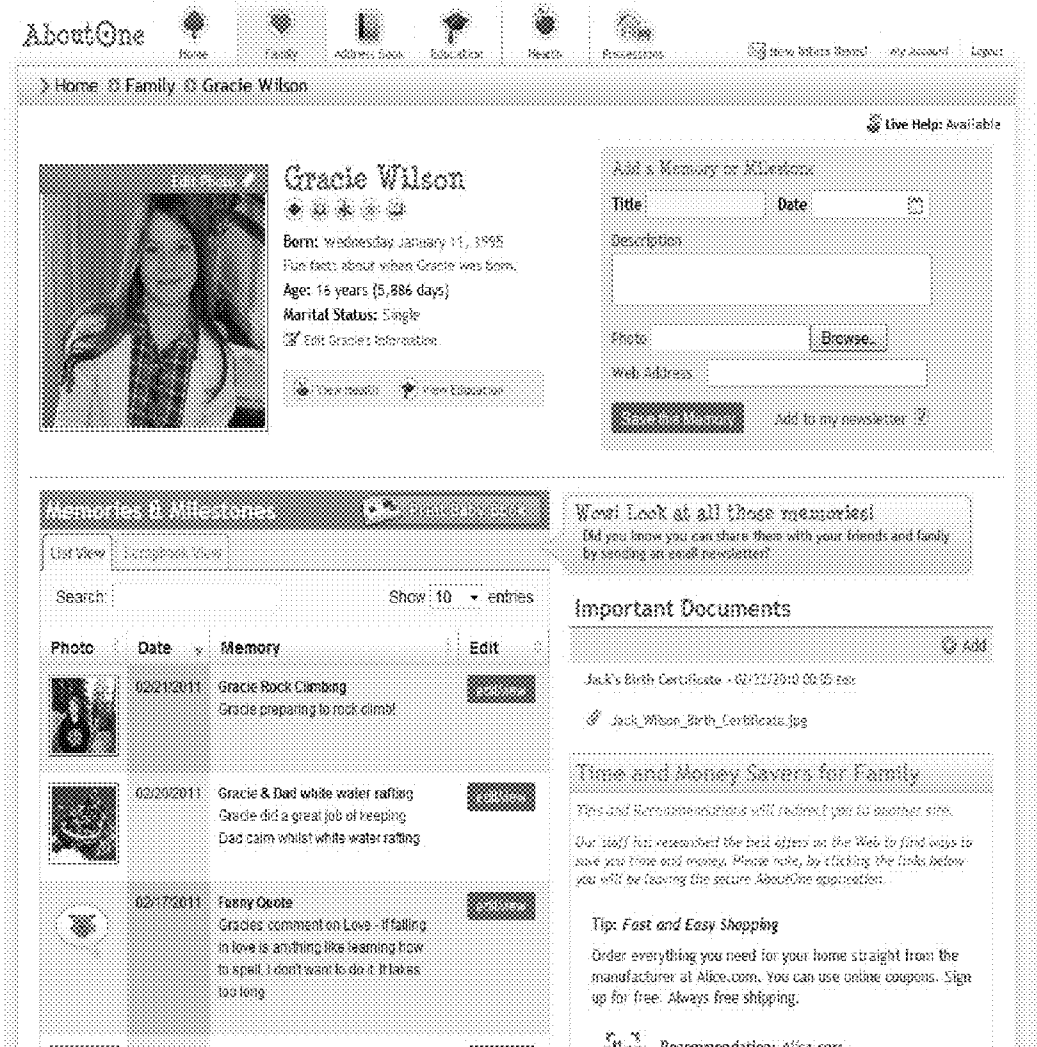 AboutOne
Home Family Address Book Education Health Possessions
My Account Logout
> Home Family Gracie Wilson
Live Help: Available
Gracie Wilson
Born: Wednesday January 11, 1995
Fun facts about when Gracie was born.
Age: 16 years (5,886 days)
Marital Status: Single
Edit Gracie's Information
View Health View Education
Add a Memory or Milestone
Title Date
Description
Photo Browse..
Web Address
Save the Memory Add to my newsletter ?
Memories & Milestones
List View Scrapbook View
Search: Show 10 entries
Photo Date Memory Edit
02/21/2011 Gracie Rock Climbing
Gracie preparing to rock climb!
02/20/2011 Gracie & Dad white water rafting
Gracie did a great job of keeping
Dad calm whilst white water rafting
02/17/2011 Funny Quote
Gracies comment on Love - If falling
in love is anything like learning how
to spell, I don't want to do it. It takes
too long
Wow! Look at all those memories!
Did you know you can share them with your friends and family
by sending an email newsletter?
Important Documents
Add
Jack's Birth Certificate - 02/22/2010
Jack_Wilson_Birth_Certificate.jpg
Time and Money Savers for Family
Tips and Recommendations will redirect you to another site.
Our staff has researched the best offers on the Web to find ways to
save you time and money. Please note, by clicking the links below
you will be leaving the secure AboutOne application.
Tip: Fast and Easy Shopping
Order everything you need for your home straight from the
manufacturer at Alice.com. You can use online coupons. Sign
up for free. Always free shipping.
Recommendation: Alice.com